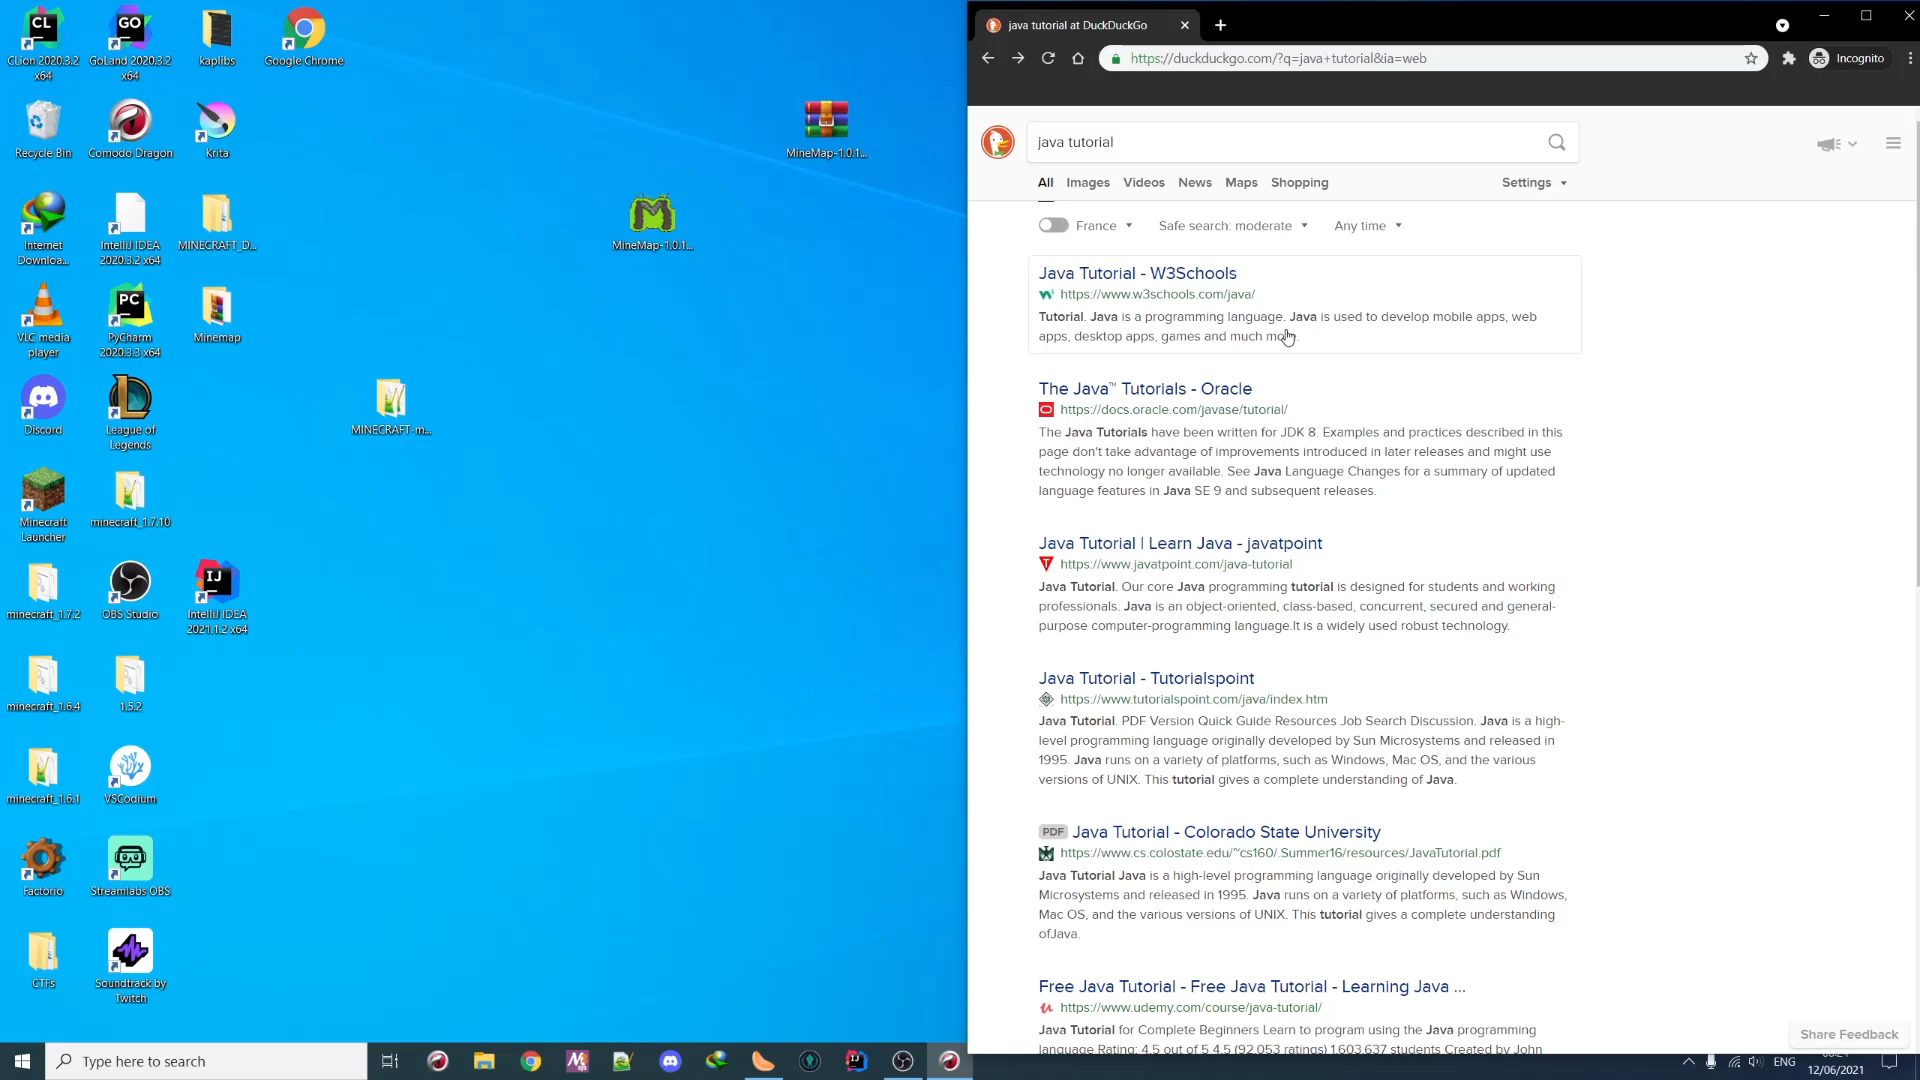 CLion 2020.3.2
x64
GoLand 2020.3.2
x64
kaplibs
Google Chrome
Recycle Bin
Comodo Dragon
Krita
MineMap-1.0.1...
Internet
Downloa...
IntelliJ IDEA
2020.3.2 x64
MINECRAFT_D...
MineMap-1.0.1...
VLC media
player
PyCharm
2020.3.3 x64
Minemap
Discord
League of
Legends
MINECRAFT-m...
Minecraft
Launcher
minecraft_1.7.10
minecraft_1.7.2
OBS Studio
IntelliJ IDEA
2021.1.2 x64
minecraft_1.6.4
1.5.2
minecraft_1.6.1
VSCodium
Factorio
Streamlabs OBS
CTFs
Soundtrack by
Twitch
java tutorial at DuckDuckGo
https://duckduckgo.com/?q=java+tutorial&ia=web
Incognito
java tutorial
All Images Videos News Maps Shopping Settings
France Safe search: moderate Any time
Java Tutorial - W3Schools
https://www.w3schools.com/java/
Tutorial. Java is a programming language. Java is used to develop mobile apps, web
apps, desktop apps, games and much
The Java™ Tutorials - Oracle
https://docs.oracle.com/javase/tutorial/
The Java Tutorials have been written for JDK 8. Examples and practices described in this
page don't take advantage of improvements introduced in later releases and might use
technology no longer available. See Java Language Changes for a summary of updated
language features in Java SE 9 and subsequent releases.
Java Tutorial | Learn Java - javatpoint
https://www.javatpoint.com/java-tutorial
Java Tutorial. Our core Java programming tutorial is designed for students and working
professionals. Java is an object-oriented, class-based, concurrent, secured and general-
purpose computer-programming language.It is a widely used robust technology.
Java Tutorial - Tutorialspoint
https://www.tutorialspoint.com/java/index.htm
Java Tutorial. PDF Version Quick Guide Resources Job Search Discussion. Java is a high-
level programming language originally developed by Sun Microsystems and released in
1995. Java runs on a variety of platforms, such as Windows, Mac OS, and the various
versions of UNIX. This tutorial gives a complete understanding of Java.
PDF Java Tutorial - Colorado State University
https://www.cs.colostate.edu/~cs160/.Summer16/resources/JavaTutorial.pdf
Java Tutorial Java is a high-level programming language originally developed by Sun
Microsystems and released in 1995. Java runs on a variety of platforms, such as Windows,
Mac OS, and the various versions of UNIX. This tutorial gives a complete understanding
ofJava.
Free Java Tutorial - Free Java Tutorial - Learning Java ...
https://www.udemy.com/course/java-tutorial/
Java Tutorial for Complete Beginners Learn to program using the Java programming
language Rating: 4.5 out of 5 4.5 (92,053 ratings) 1,603,637 students Created by John
Share Feedback
Type here to search
ENG
12/06/2021